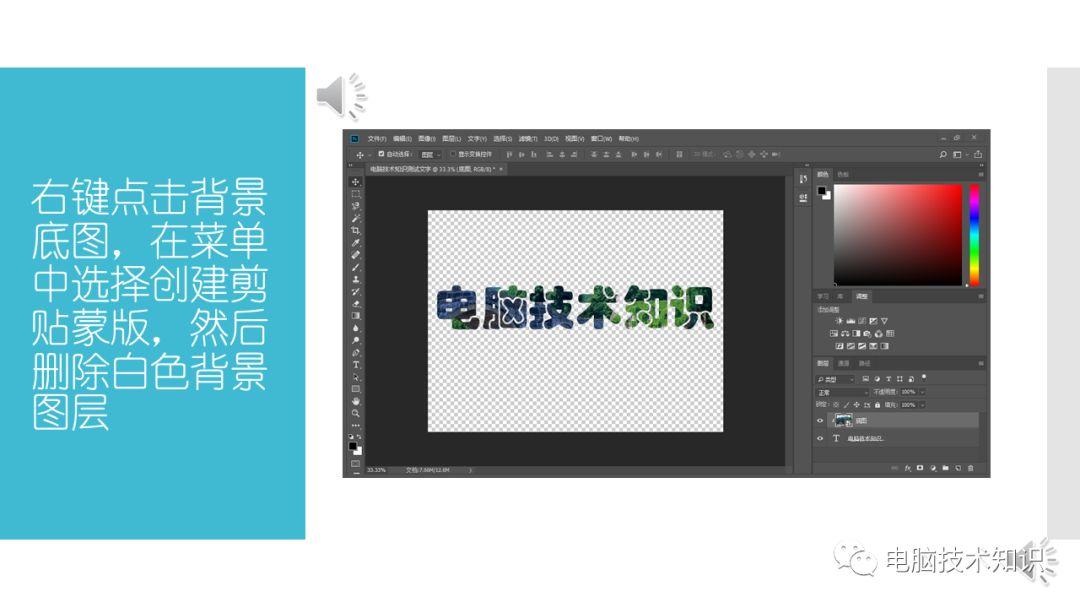 右键点击背景
底图，在菜单
中选择创建剪
贴蒙版，然后
删除白色背景
图层
文件(F) 编辑(E) 图像(I) 图层(L) 文字(Y) 选择(S) 滤镜(T) 3D(D) 视图(V) 窗口(W) 帮助(H)
自动选择： 图层 显示变换控件
电脑技术知识测试文字 @ 33.3% (底图, RGB/8) *
颜色 色板
电脑技术知识
学习 库 调整
添加调整
图层 通道 路径
类型
正常 不透明度: 100%
锁定: 填充: 100%
底图
电脑技术知识...
33.33% 文档:7.66M/12.6M
电脑技术知识